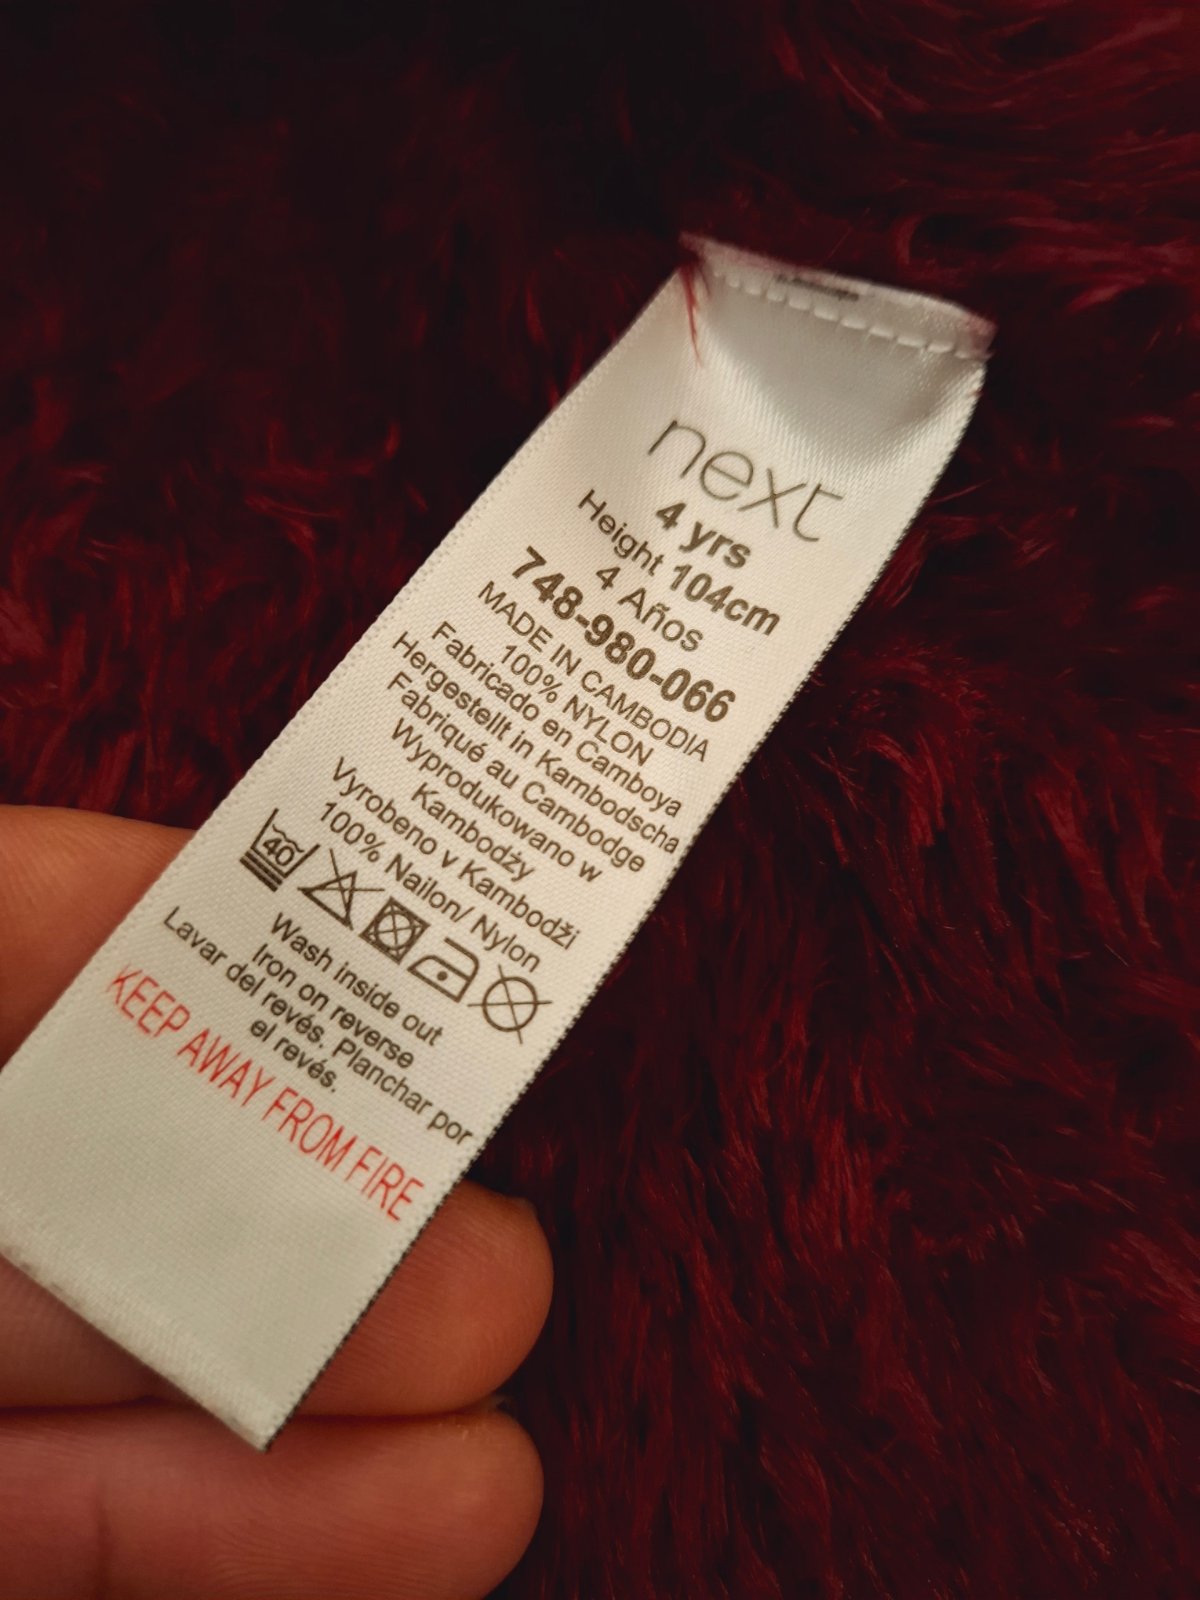 next
4 yrs
Height 104cm
4 Años
748-980-066
MADE IN CAMBODIA
100% NYLON
Fabricado en Camboya
Hergestellt in Kambodscha
Fabriqué au Cambodge
Wyprodukowano w
Kambodży
Vyrobeno v Kambodži
100% Nailon/ Nylon
40
Wash inside out
Iron on reverse
Lavar del revés. Planchar por
el revés.
KEEP AWAY FROM FIRE